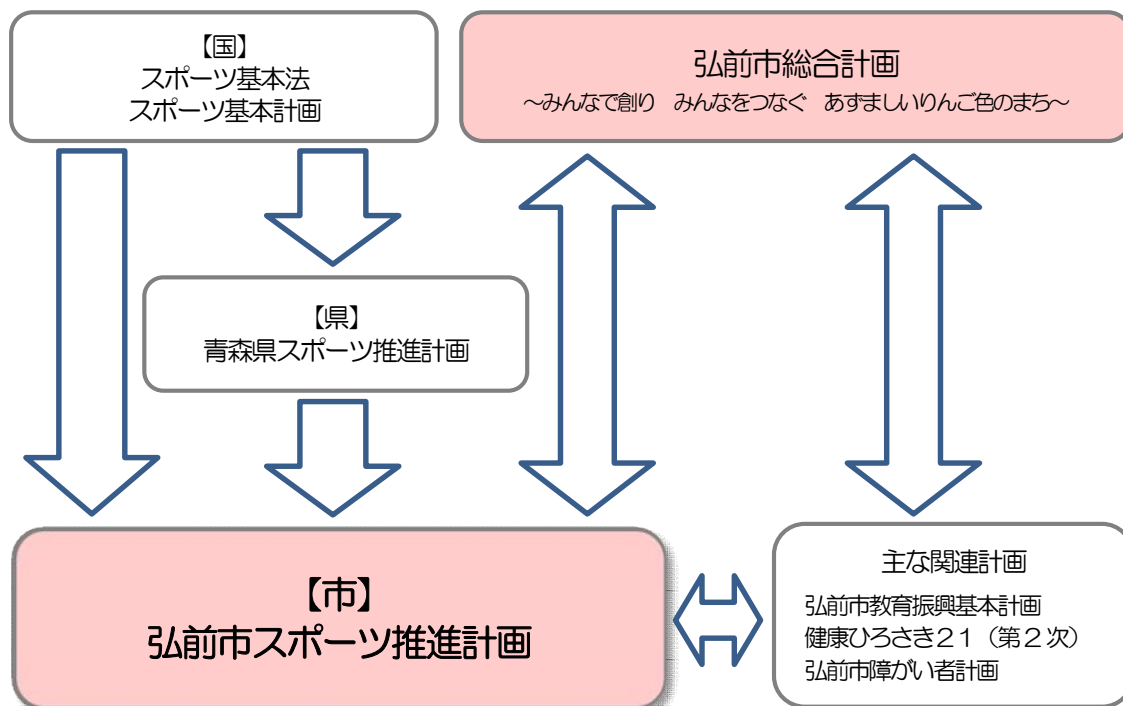 【国】
スポーツ基本法
スポーツ基本計画
弘前市総合計画
～みんなで創り　みんなをつなぐ　あずましいりんご色のまち～
【県】
青森県スポーツ推進計画
【市】
弘前市スポーツ推進計画
主な関連計画
弘前市教育振興基本計画
健康ひろさき２１（第２次）
弘前市障がい者計画